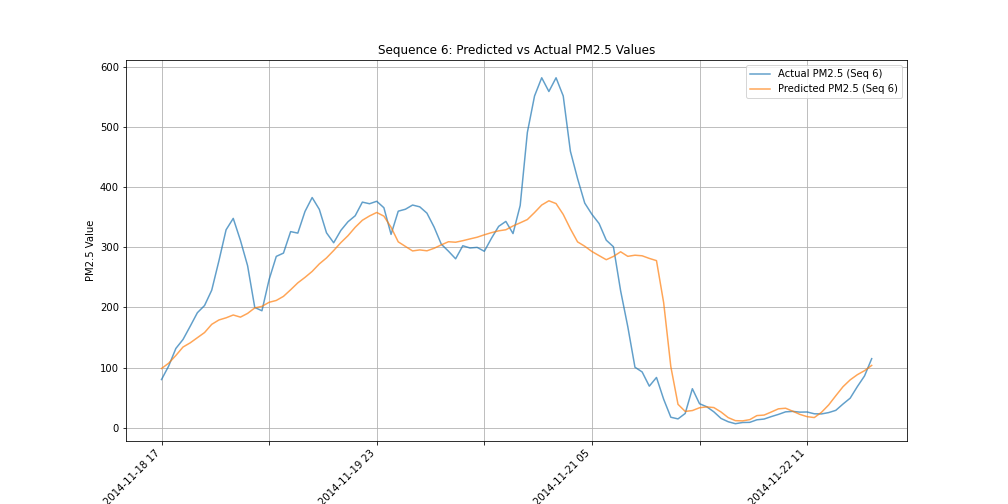 Sequence 6: Predicted vs Actual PM2.5 Values
Actual PM2.5 (Seq 6)
Predicted PM2.5 (Seq 6)
600
500
400
300
200
100
0
PM2.5 Value
2014-11-18 17
2014-11-19 23
2014-11-21 05
2014-11-22 11